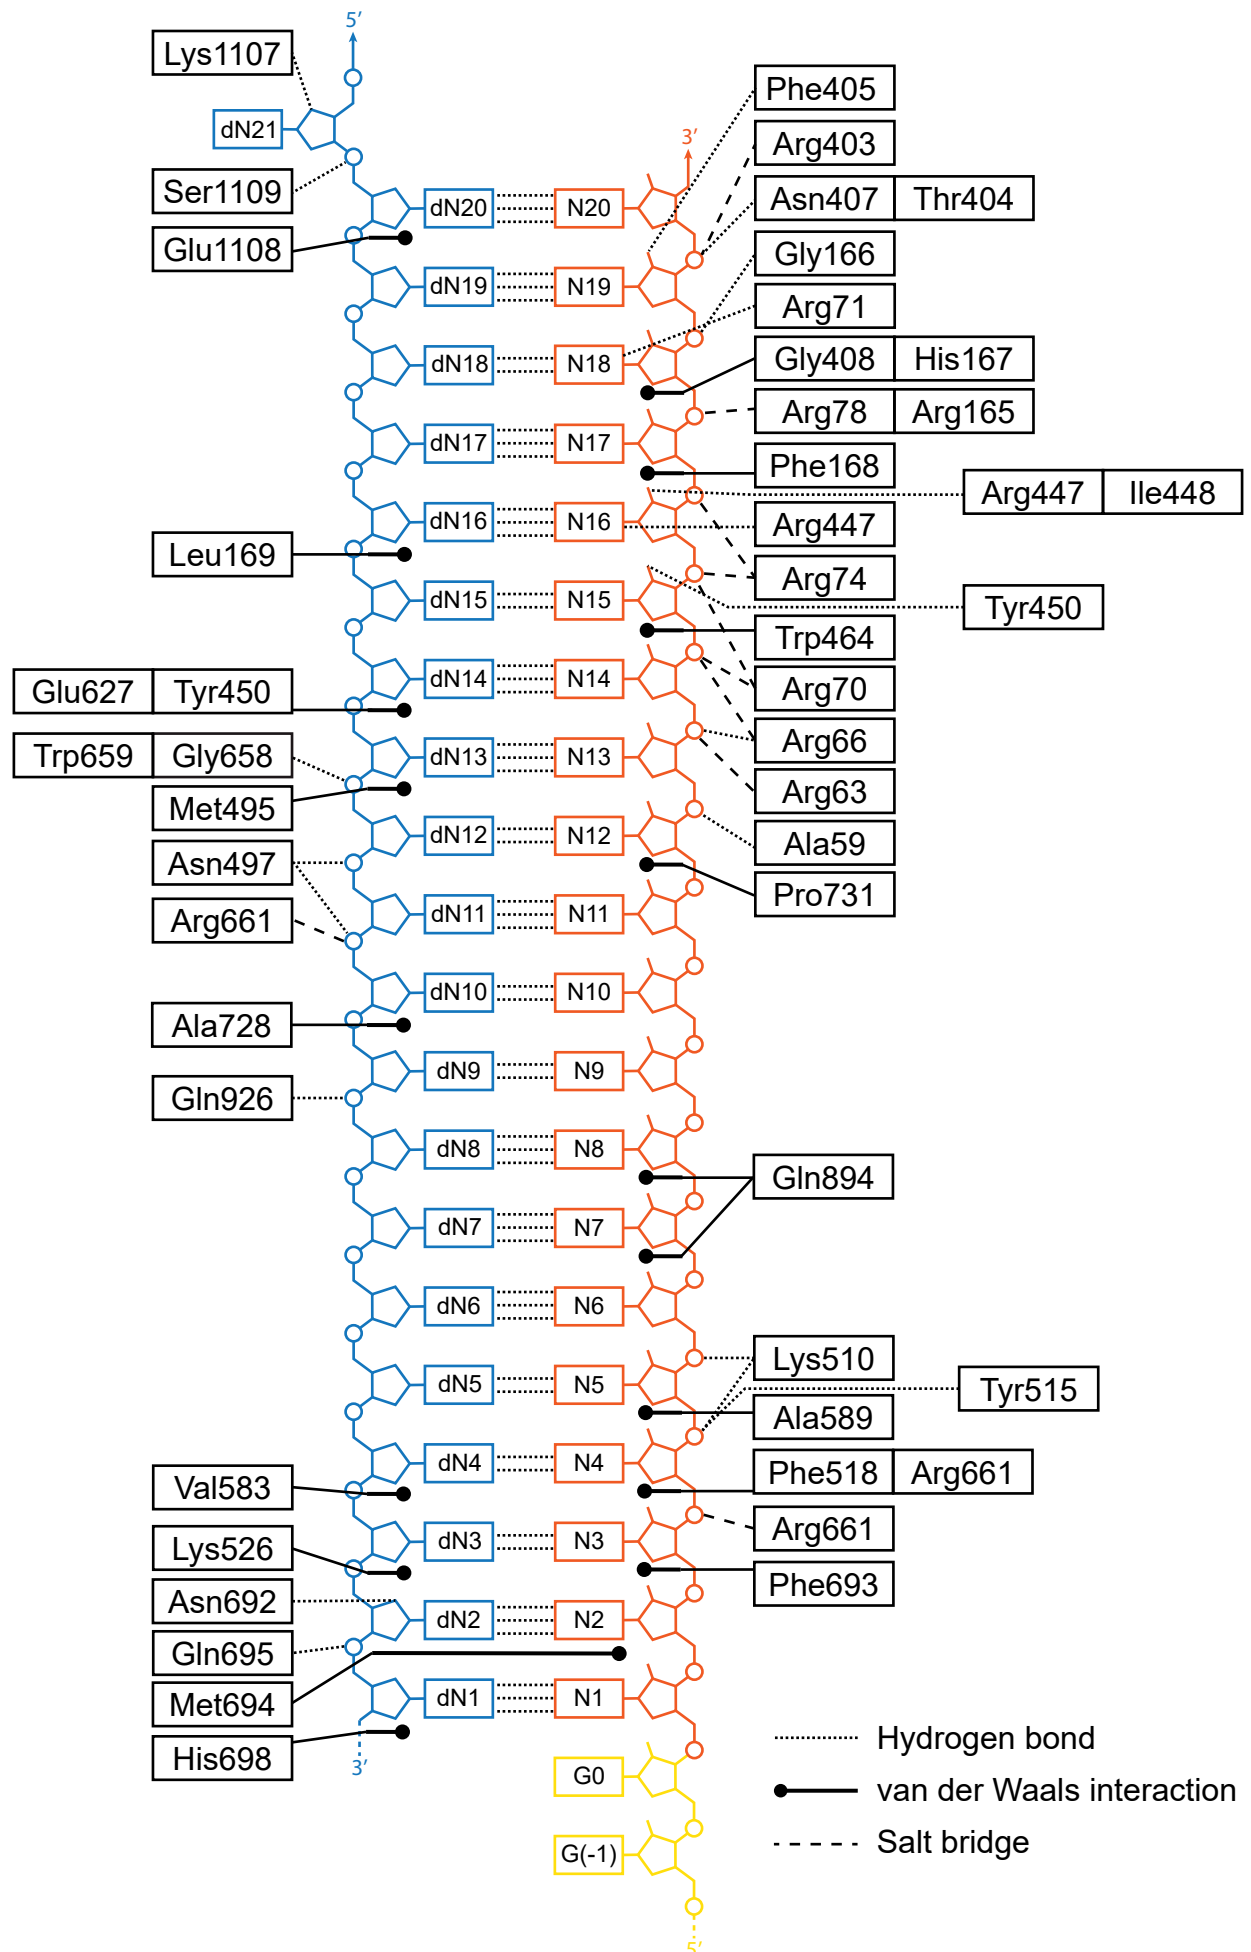 5′
Lys1107
Phe405
dN21
3′
Arg403
Ser1109
dN20 N20
Asn407 Thr404
Glu1108
Gly166
dN19 N19
Arg71
dN18 N18
Gly408 His167
Arg78 Arg165
dN17 N17
Phe168
Arg447 Ile448
dN16 N16
Arg447
Leu169
Arg74
dN15 N15
Tyr450
Trp464
Glu627 Tyr450
dN14 N14
Arg70
Arg66
Trp659 Gly658
dN13 N13
Arg63
Met495
dN12 N12
Ala59
Asn497
Pro731
Arg661
dN11 N11
dN10 N10
Ala728
dN9 N9
Gln926
dN8 N8
Gln894
dN7 N7
dN6 N6
Lys510
dN5 N5
Tyr515
Ala589
dN4 N4
Phe518 Arg661
Val583
Arg661
dN3 N3
Lys526
Phe693
Asn692
dN2 N2
Gln695
Met694
dN1 N1
His698
3′
Hydrogen bond
G0
van der Waals interaction
Salt bridge
G(-1)
5′